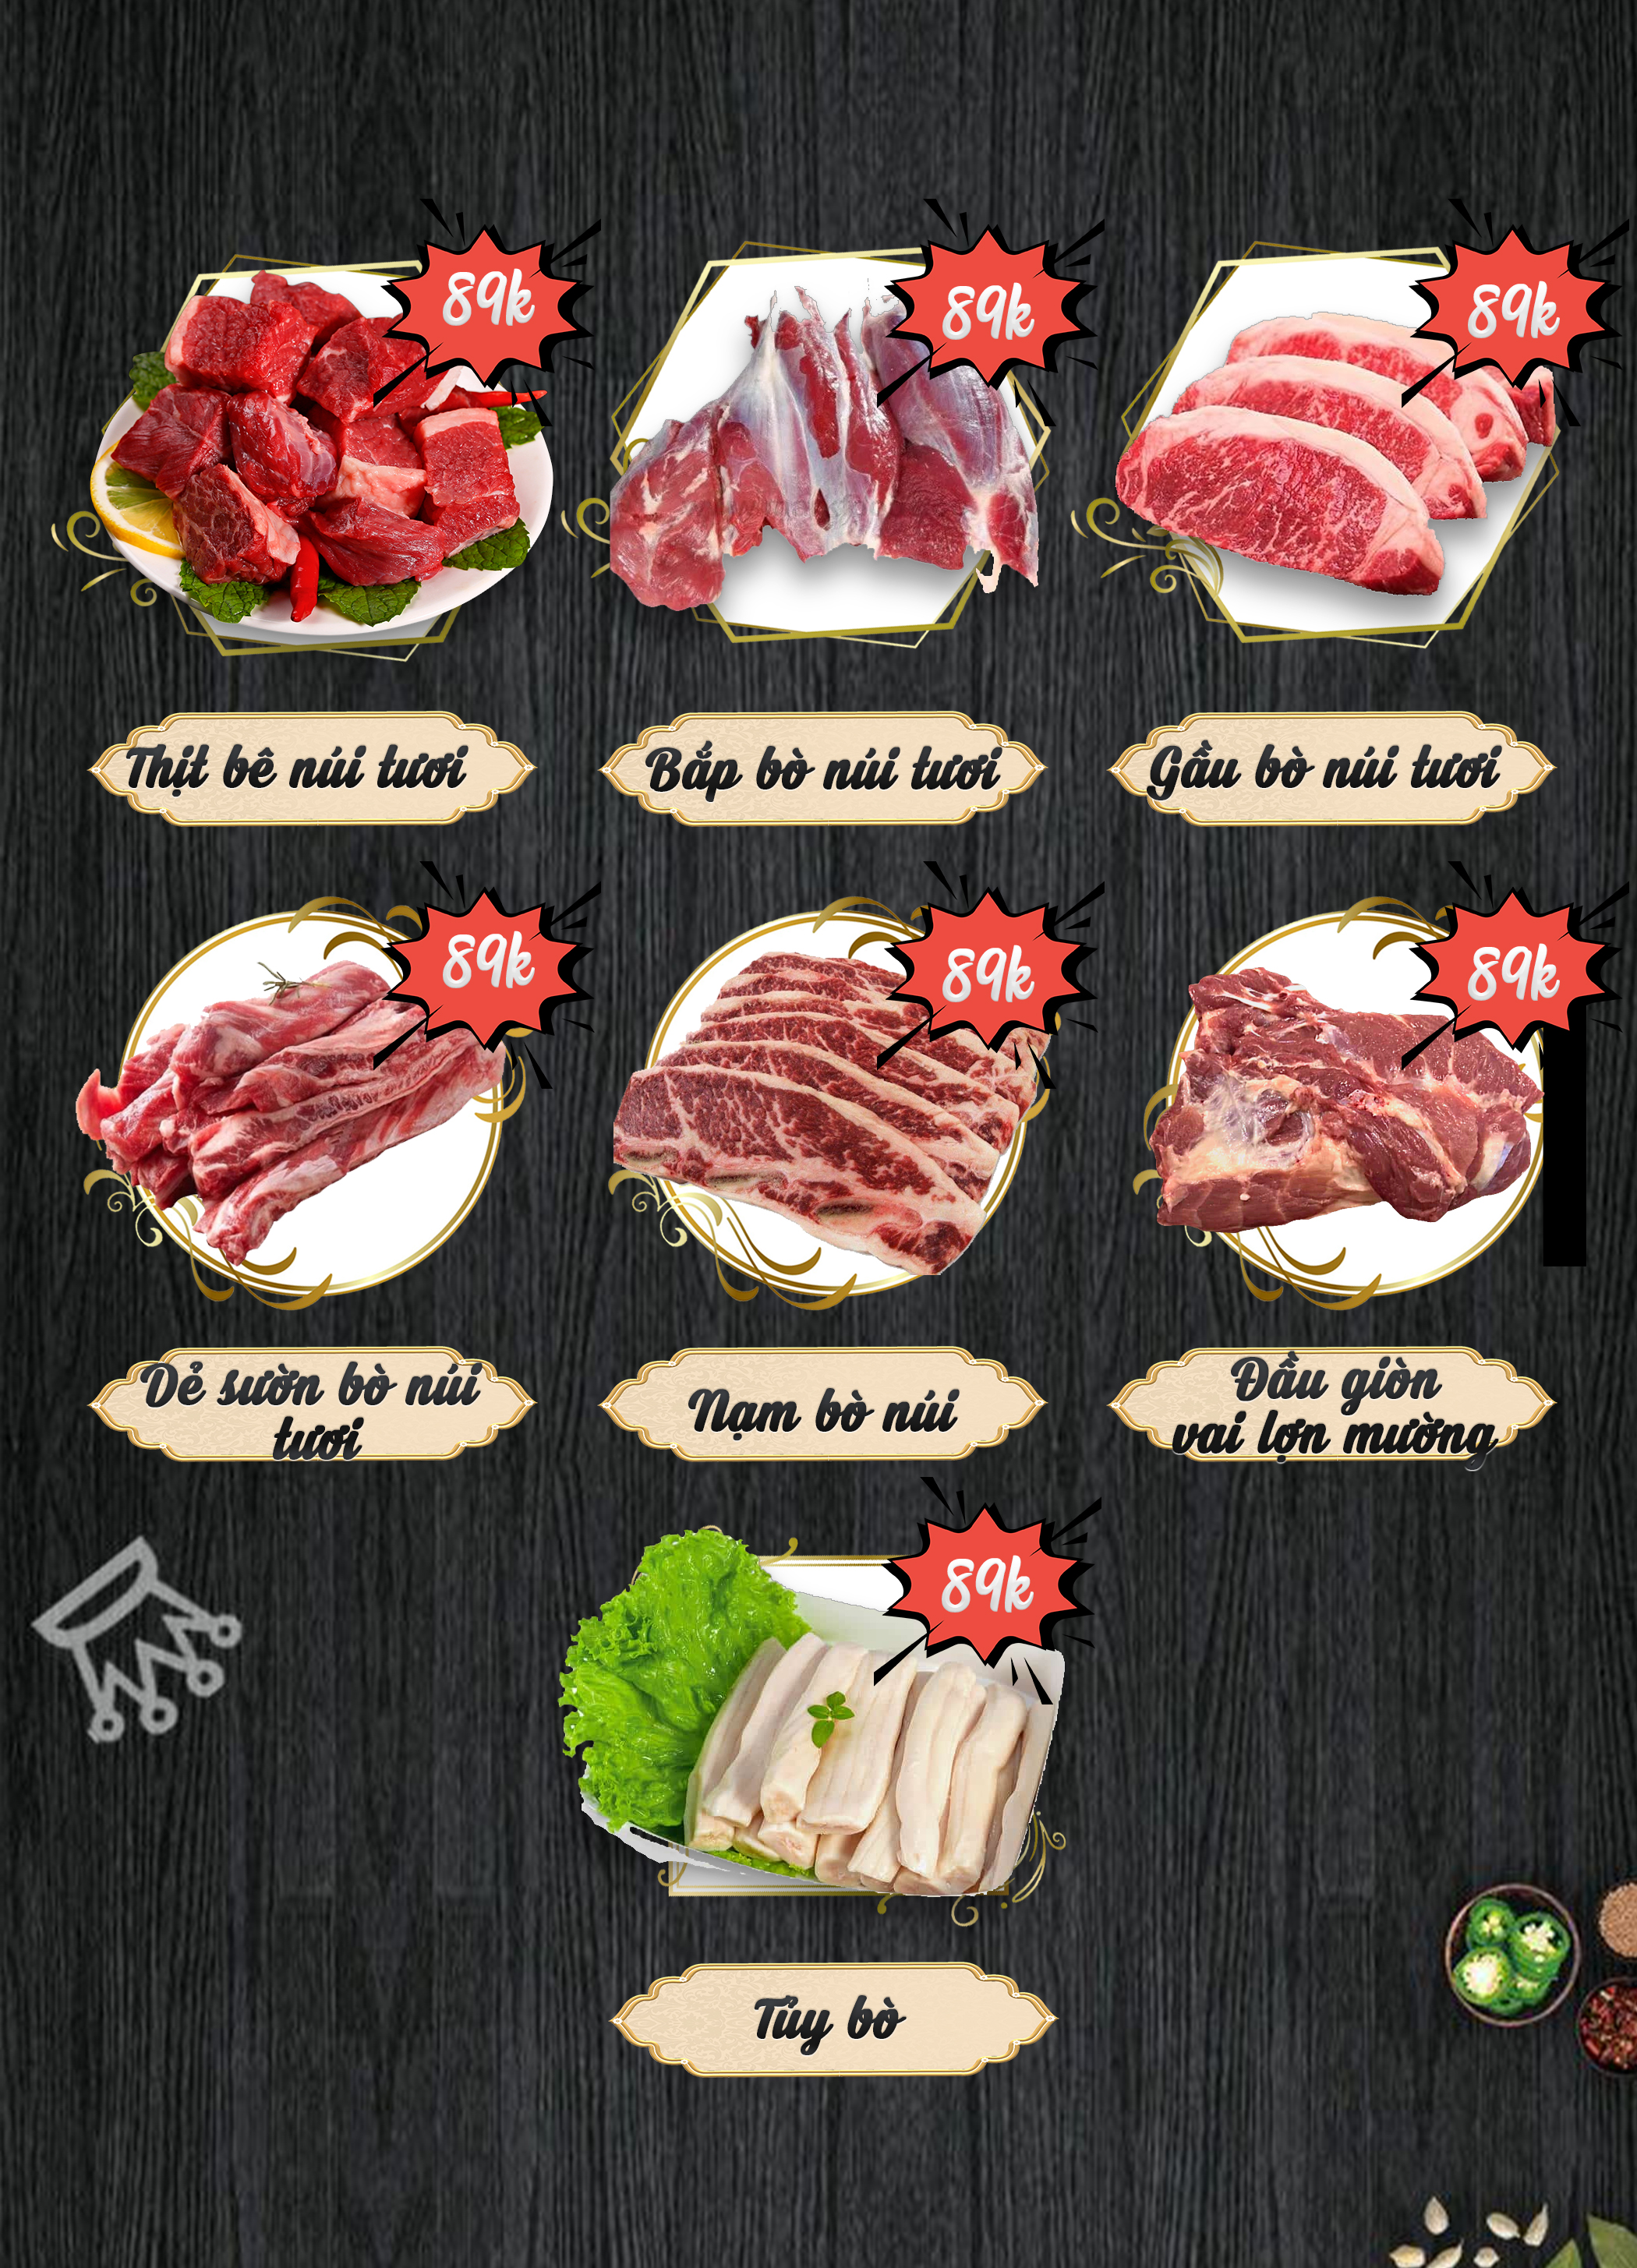 89k
89k
89k
Thịt bê núi tươi
Bắp bò núi tươi
Gầu bò núi tươi
89k
89k
89k
Dẻ sườn bò núi
tươi
Nạm bò núi
Đầu giòn
vai lợn mường
89k
Tủy bò